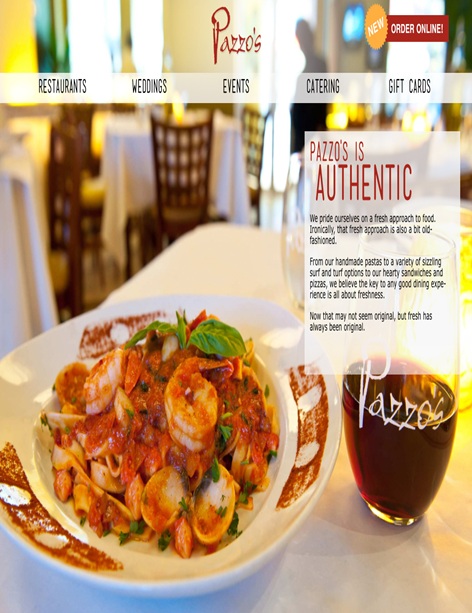 Pazzo's
NEW
ORDER ONLINE!
RESTAURANTS WEDDINGS EVENTS CATERING GIFT CARDS
PAZZO'S IS
AUTHENTIC
We pride ourselves on a fresh approach to food.
Ironically, that fresh approach is also a bit old-
fashioned.
From our handmade pastas to a variety of sizzling
surf and turf options to our hearty sandwiches and
pizzas, we believe the key to any good dining expe-
rience is all about freshness.
Now that may not seem original, but fresh has
always been original.
Pazzo's